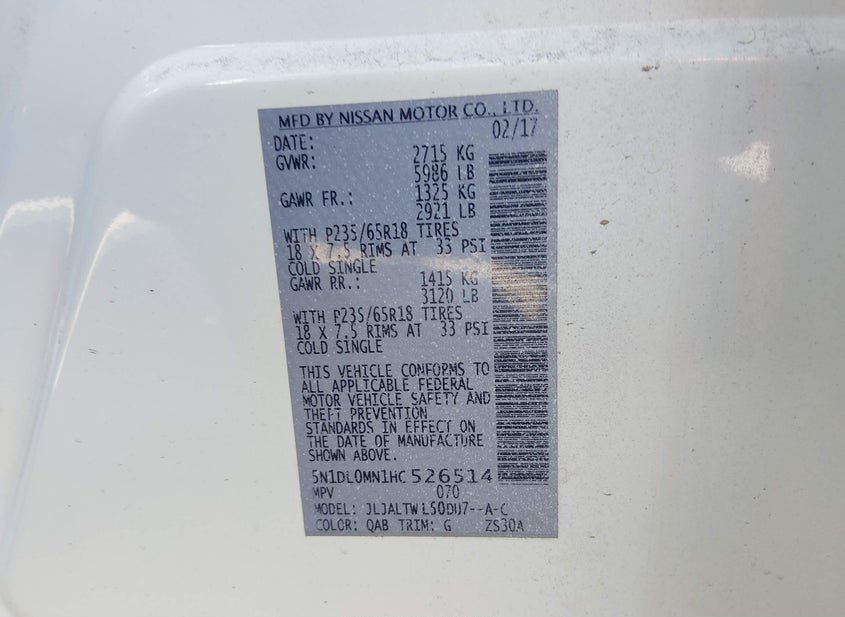 MFD BY NISSAN MOTOR CO., LTD.
DATE: 02/17
GVWR: 2715 KG
5986 LB
GAWR FR.: 1325 KG
2921 LB
WITH P235/65R18 TIRES
18 X 7.5 RIMS AT 33 PSI
COLD SINGLE
GAWR RR.: 1415 KG
3120 LB
WITH P235/65R18 TIRES
18 X 7.5 RIMS AT 33 PSI
COLD SINGLE
THIS VEHICLE CONFORMS TO
ALL APPLICABLE FEDERAL
MOTOR VEHICLE SAFETY AND
THEFT PREVENTION
STANDARDS IN EFFECT ON
THE DATE OF MANUFACTURE
SHOWN ABOVE.
5N1DL0MN1HC526514
MPV 070
MODEL:
COLOR: QAB TRIM: G ZS30A